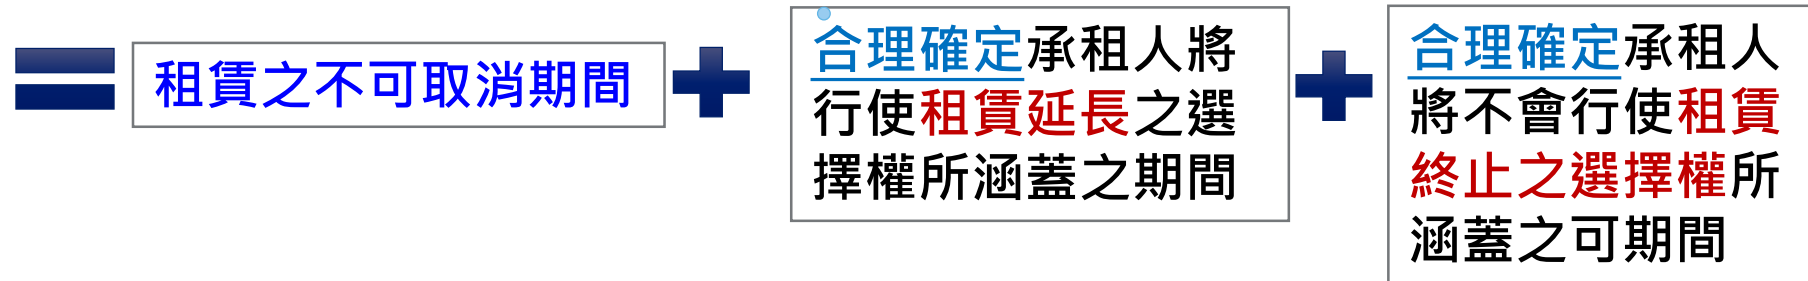 租賃之不可取消期間
合理確定承租人將
行使租賃延長之選
擇權所涵蓋之期間
合理確定承租人
將不會行使租賃
終止之選擇權所
涵蓋之可期間